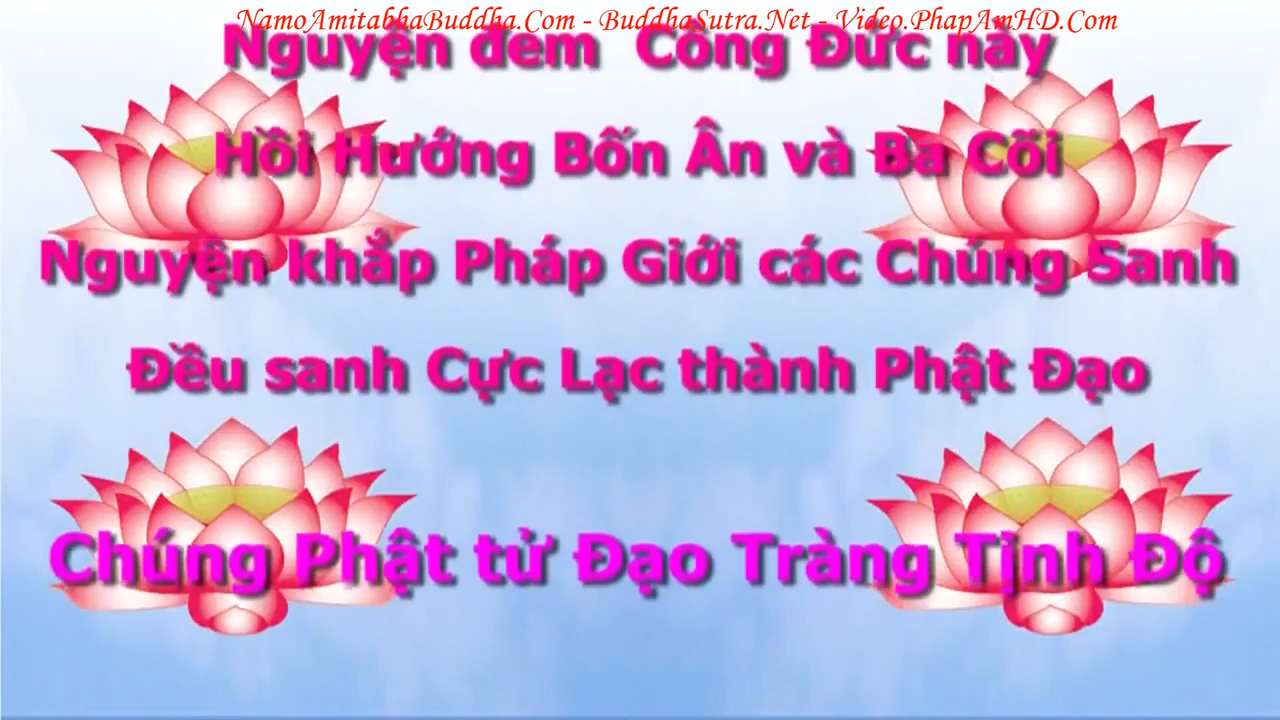 NamoAmitabhaBuddha.Com - BuddhaSutra.Net - Video.PhapAmHD.Com
Nguyện đem Công Đức này
Hồi Hướng Bốn Ân và Ba Cõi
Nguyện khắp Pháp Giới các Chúng Sanh
Đều sanh Cực Lạc thành Phật Đạo
Chúng Phật tử Đạo Tràng Tịnh Độ